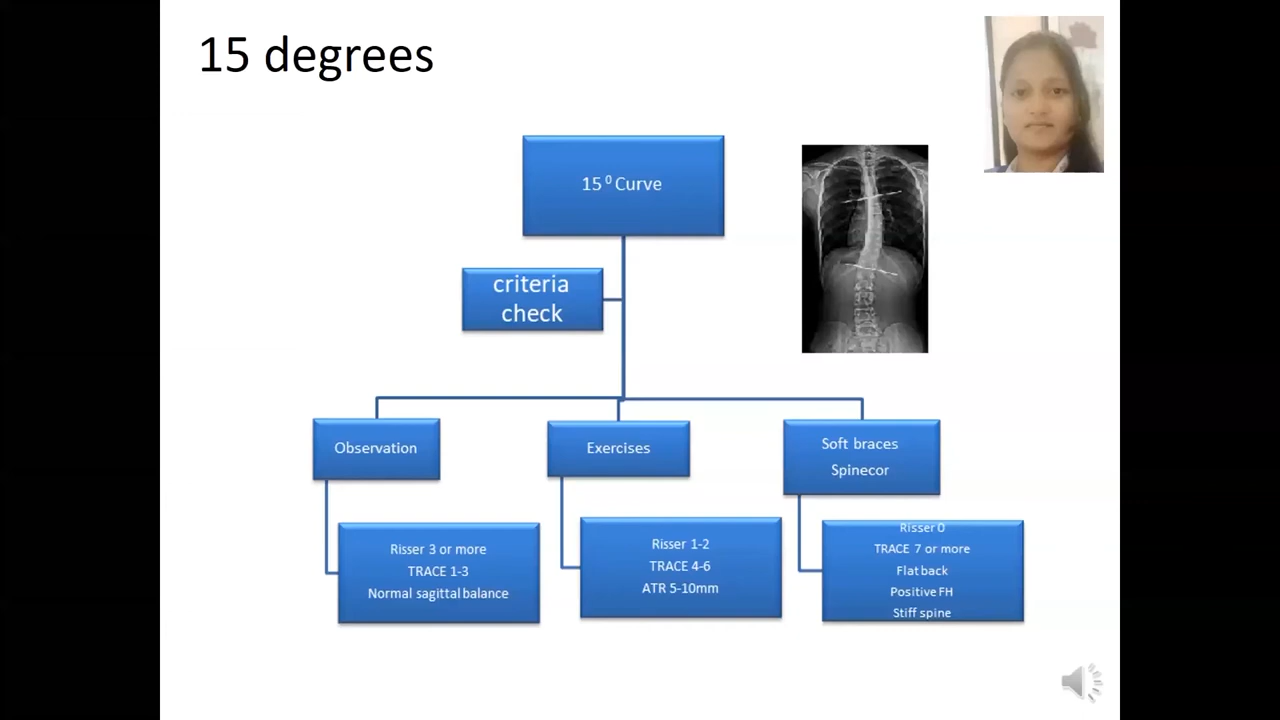 15 degrees
15⁰ Curve
criteria
check
Observation
Exercises
Soft braces
Spinecor
Risser 3 or more
TRACE 1-3
Normal sagittal balance
Risser 1-2
TRACE 4-6
ATR 5-10mm
Risser 0
TRACE 7 or more
Flat back
Positive FH
Stiff spine